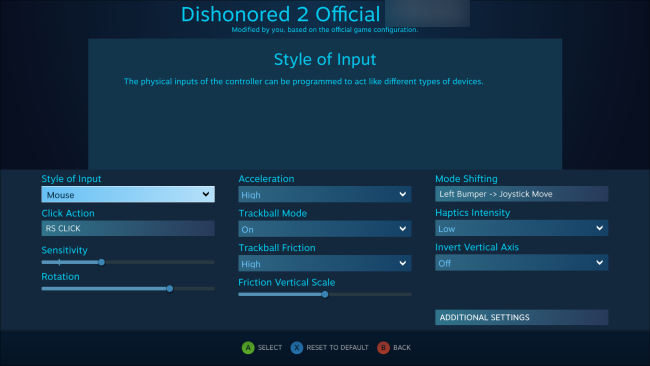 Dishonored 2 Official
Modified by you, based on the official game configuration.
Style of Input
The physical inputs of the controller can be programmed to act like different types of devices.
Style of Input
Mouse
Click Action
RS CLICK
Sensitivity
Rotation
Acceleration
High
Trackball Mode
On
Trackball Friction
High
Friction Vertical Scale
Mode Shifting
Left Bumper -> Joystick Move
Haptics Intensity
Low
Invert Vertical Axis
Off
ADDITIONAL SETTINGS
A SELECT X RESET TO DEFAULT B BACK